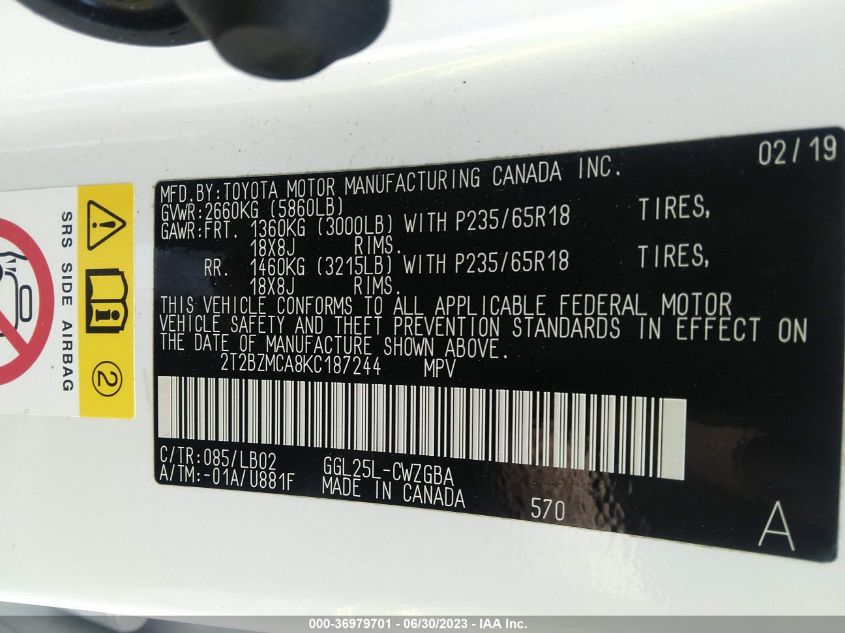 02/19
MFD.BY:TOYOTA MOTOR MANUFACTURING CANADA INC.
GVWR:2660KG (5860LB)
GAWR:FRT. 1360KG (3000LB) WITH P235/65R18 TIRES,
18X8J RIMS.
RR. 1460KG (3215LB) WITH P235/65R18 TIRES,
18X8J RIMS.
THIS VEHICLE CONFORMS TO ALL APPLICABLE FEDERAL MOTOR
VEHICLE SAFETY AND THEFT PREVENTION STANDARDS IN EFFECT ON
THE DATE OF MANUFACTURE SHOWN ABOVE.
2T2BZMCA8KC187244 MPV
C/TR:085/LB02 GGL25L-CWZGBA
A/TM:-01A/U881F MADE IN CANADA
570
A
SRS SIDE AIRBAG
2
000-36979701 - 06/30/2023 - IAA Inc.